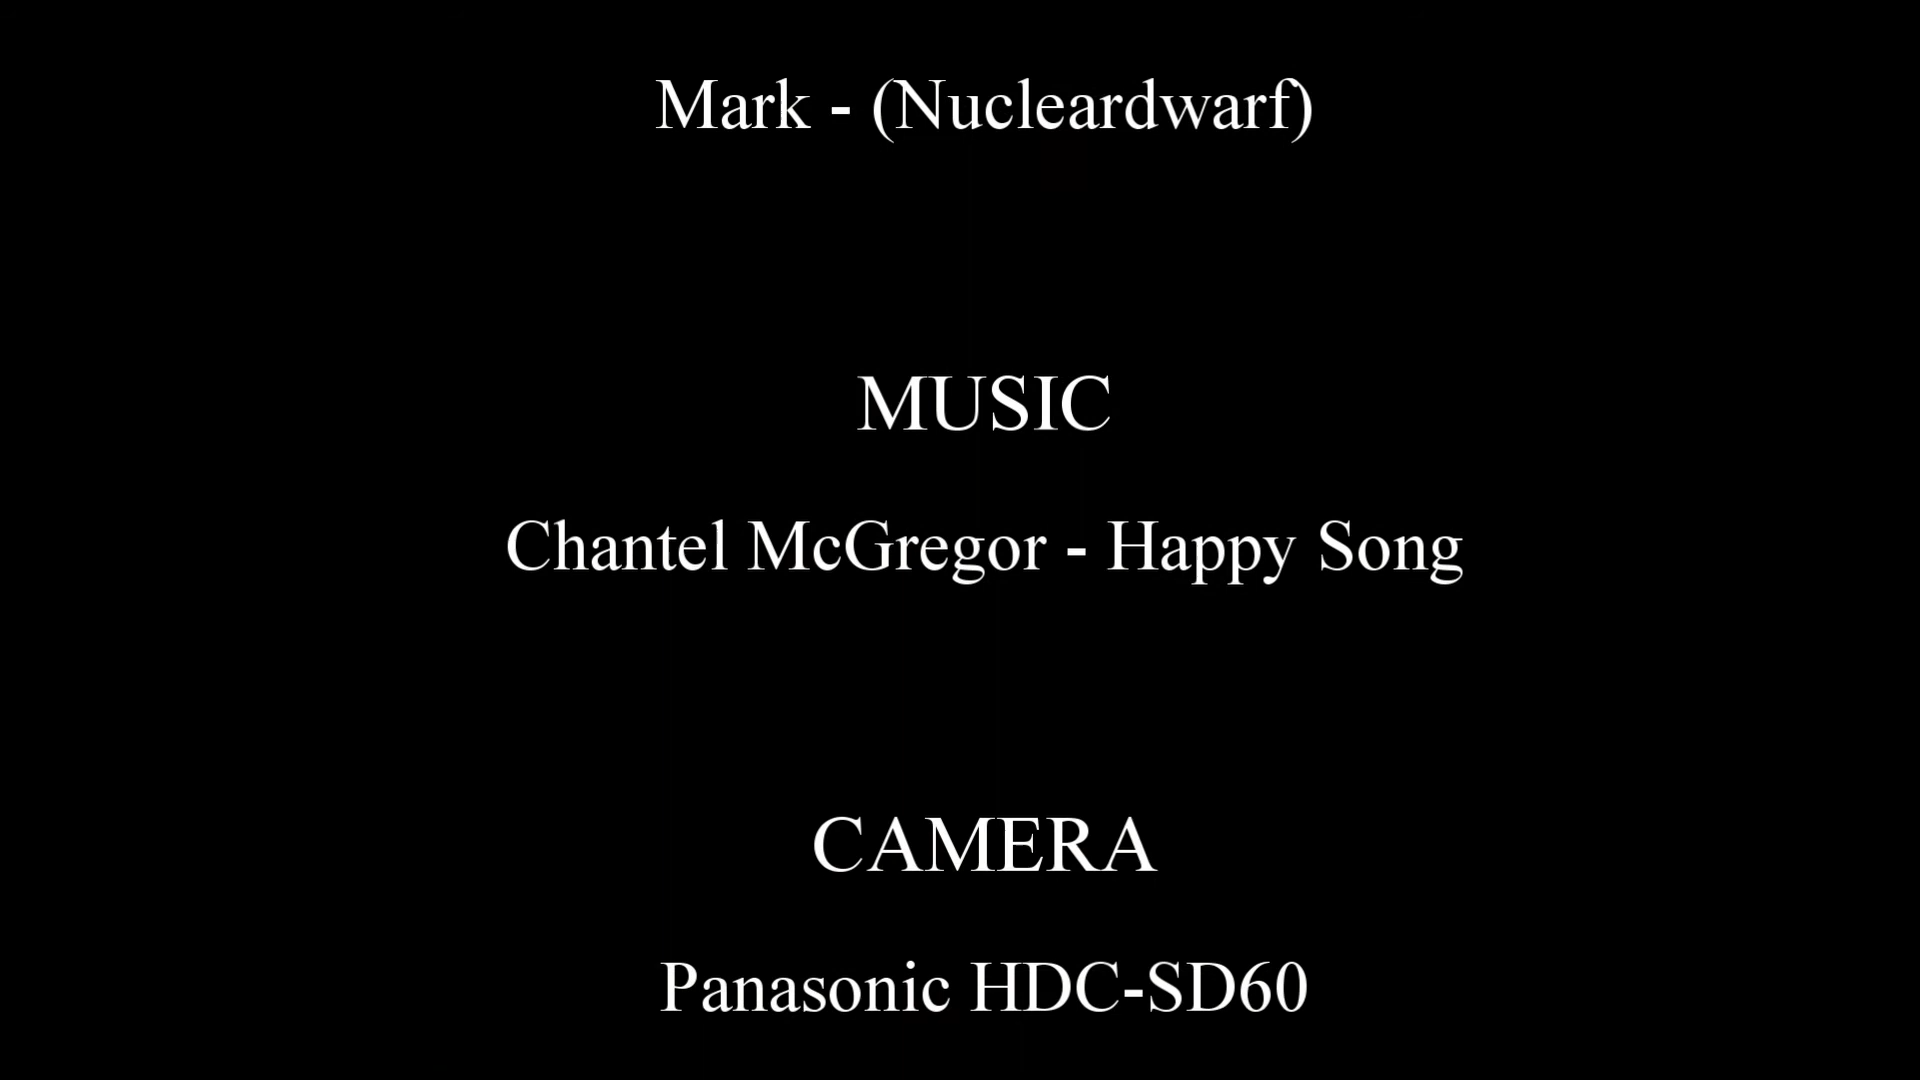 Mark - (Nucleardwarf)
MUSIC
Chantel McGregor - Happy Song
CAMERA
Panasonic HDC-SD60